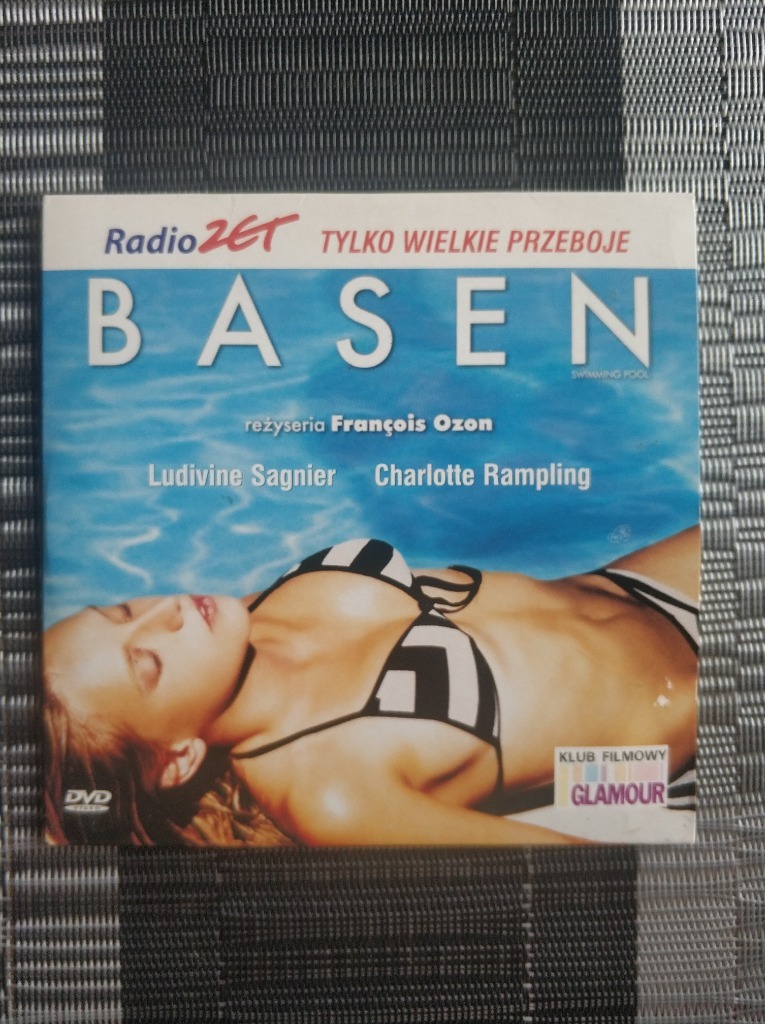 Radio ZET TYLKO WIELKIE PRZEBOJE
BASEN
SWIMMING POOL
reżyseria François Ozon
Ludivine Sagnier Charlotte Rampling
KLUB FILMOWY
GLAMOUR
DVD
VIDEO